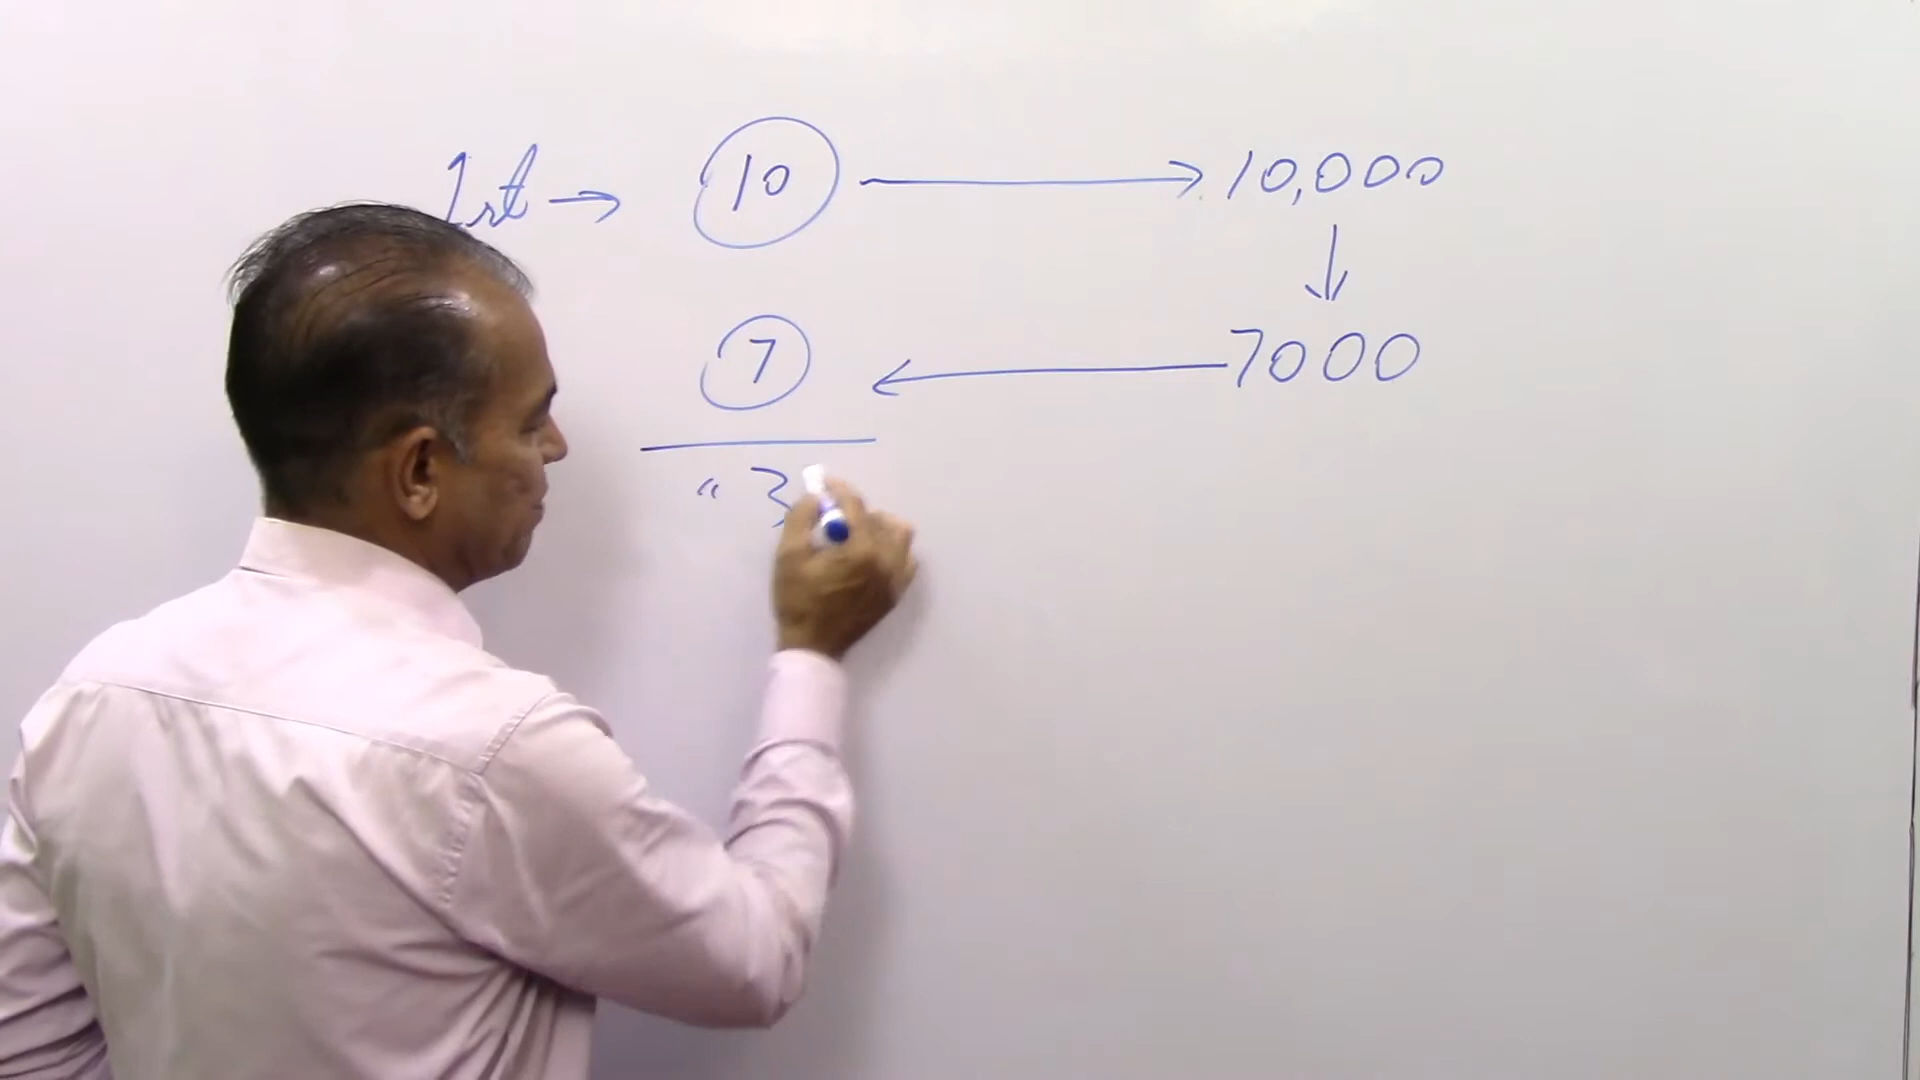 1st → 10 → 10,000
↓
7 ← 7000
“ 3